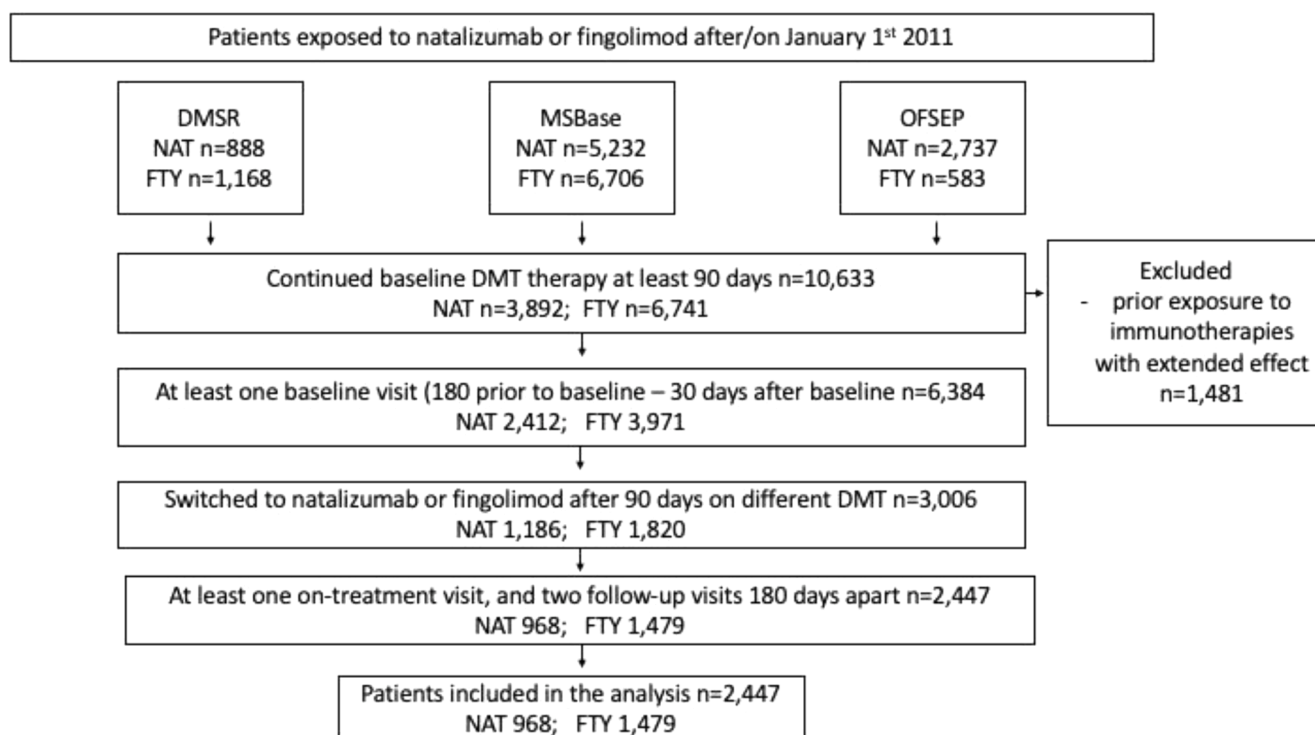 Patients exposed to natalizumab or fingolimod after/on January 1st 2011
DMSR
NAT n=888
FTY n=1,168
MSBase
NAT n=5,232
FTY n=6,706
OFSEP
NAT n=2,737
FTY n=583
Continued baseline DMT therapy at least 90 days n=10,633
NAT n=3,892; FTY n=6,741
Excluded
- prior exposure to
immunotherapies
with extended effect
n=1,481
At least one baseline visit (180 prior to baseline – 30 days after baseline n=6,384
NAT 2,412; FTY 3,971
Switched to natalizumab or fingolimod after 90 days on different DMT n=3,006
NAT 1,186; FTY 1,820
At least one on-treatment visit, and two follow-up visits 180 days apart n=2,447
NAT 968; FTY 1,479
Patients included in the analysis n=2,447
NAT 968; FTY 1,479